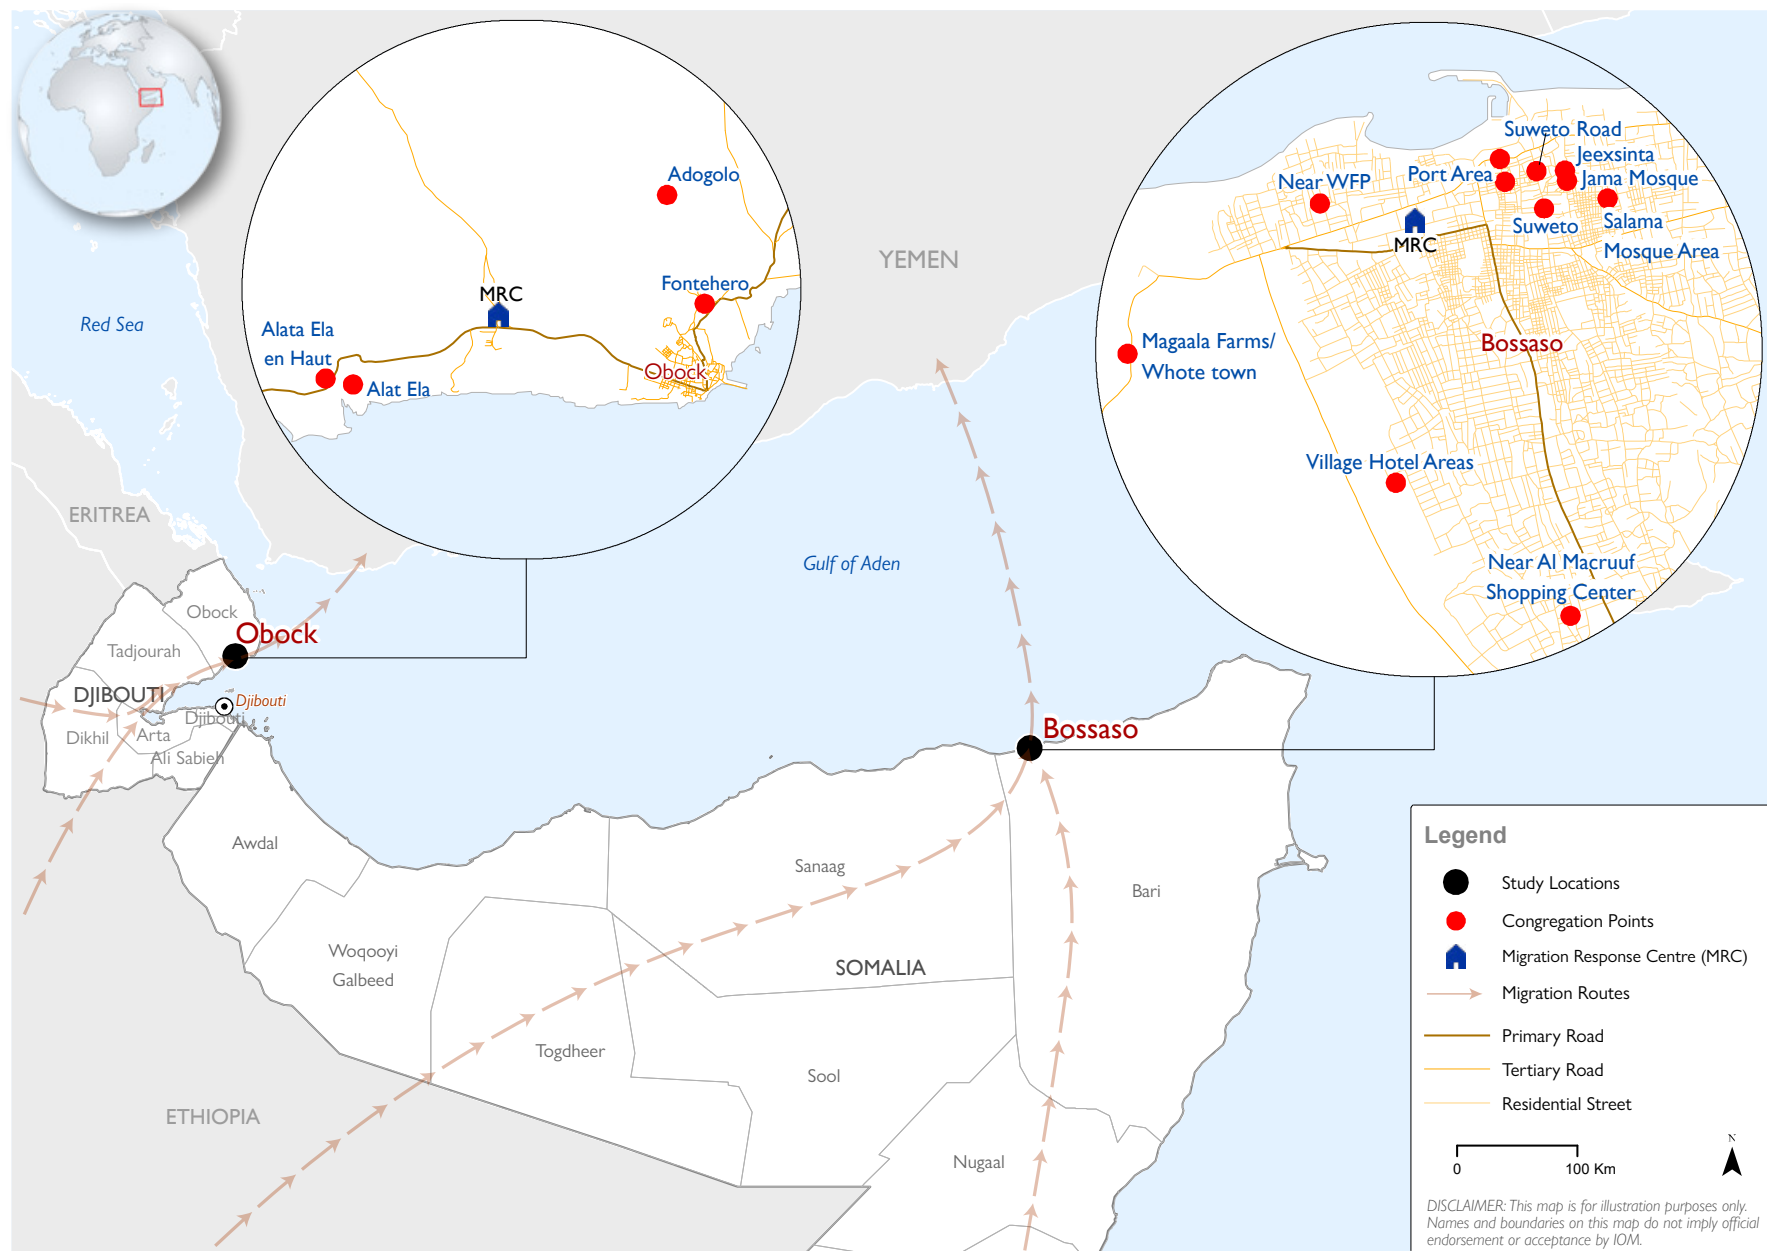 Adogolo
Fontehero
MRC
Alata Ela
en Haut
Alat Ela
Obock
Suweto Road
Jeexsinta
Port Area
Jama Mosque
Near WFP
Salama
Mosque Area
Suweto
MRC
Bossaso
Magaala Farms/
Whote town
Village Hotel Areas
Near Al Macruuf
Shopping Center
YEMEN
Red Sea
ERITREA
Gulf of Aden
Obock
Obock
Tadjourah
DJIBOUTI
Djibouti
Djibouti
Dikhil
Arta
Ali Sabieh
Bossaso
Awdal
Sanaag
Bari
Woqooyi
Galbeed
SOMALIA
Togdheer
Sool
ETHIOPIA
Nugaal
Legend
Study Locations
Congregation Points
Migration Response Centre (MRC)
Migration Routes
Primary Road
Tertiary Road
Residential Street
N
0 100 Km
DISCLAIMER: This map is for illustration purposes only.
Names and boundaries on this map do not imply official
endorsement or acceptance by IOM.